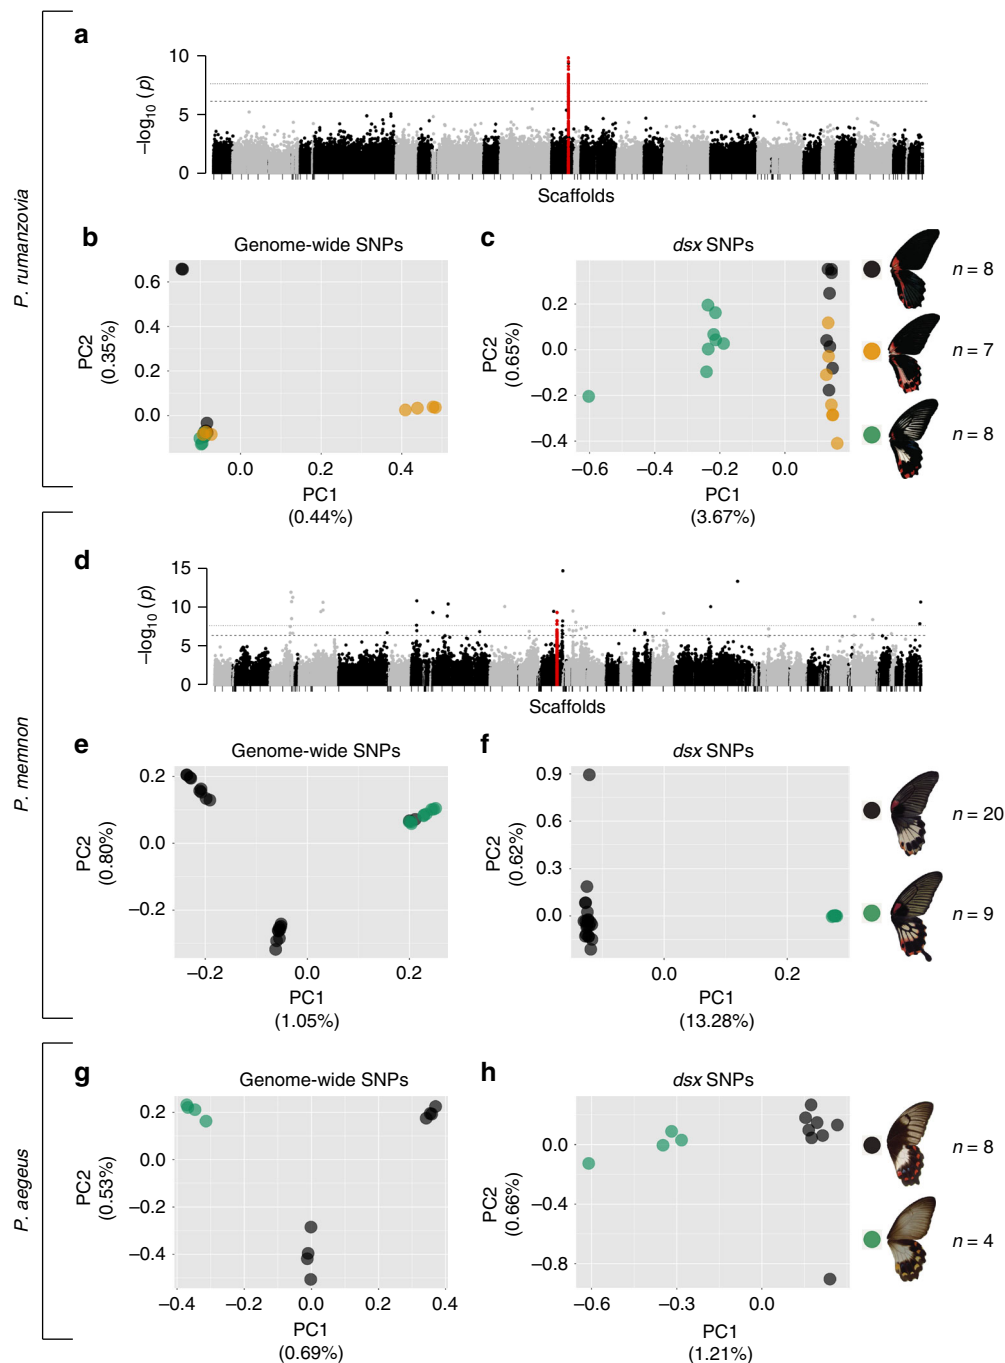 P. rumanzovia
a
–log10 (p)
10
5
0
Scaffolds
b
Genome-wide SNPs
PC2
(0.35%)
0.6
0.4
0.2
0.0
0.0
0.2
0.4
PC1
(0.44%)
c
dsx SNPs
PC2
(0.65%)
0.2
0.0
–0.2
–0.4
–0.6
–0.4
–0.2
0.0
PC1
(3.67%)
n = 8
n = 7
n = 8
P. memnon
d
–log10 (p)
15
10
5
0
Scaffolds
e
Genome-wide SNPs
PC2
(0.80%)
0.2
0.0
–0.2
–0.2
0.0
0.2
PC1
(1.05%)
f
dsx SNPs
PC2
(0.62%)
0.9
0.6
0.3
0.0
0.0
0.2
PC1
(13.28%)
n = 20
n = 9
P. aegeus
g
Genome-wide SNPs
PC2
(0.53%)
0.2
0.0
–0.2
–0.4
–0.4
–0.2
0.0
0.2
0.4
PC1
(0.69%)
h
dsx SNPs
PC2
(0.66%)
0.0
–0.4
–0.8
–0.6
–0.3
0.0
PC1
(1.21%)
n = 8
n = 4